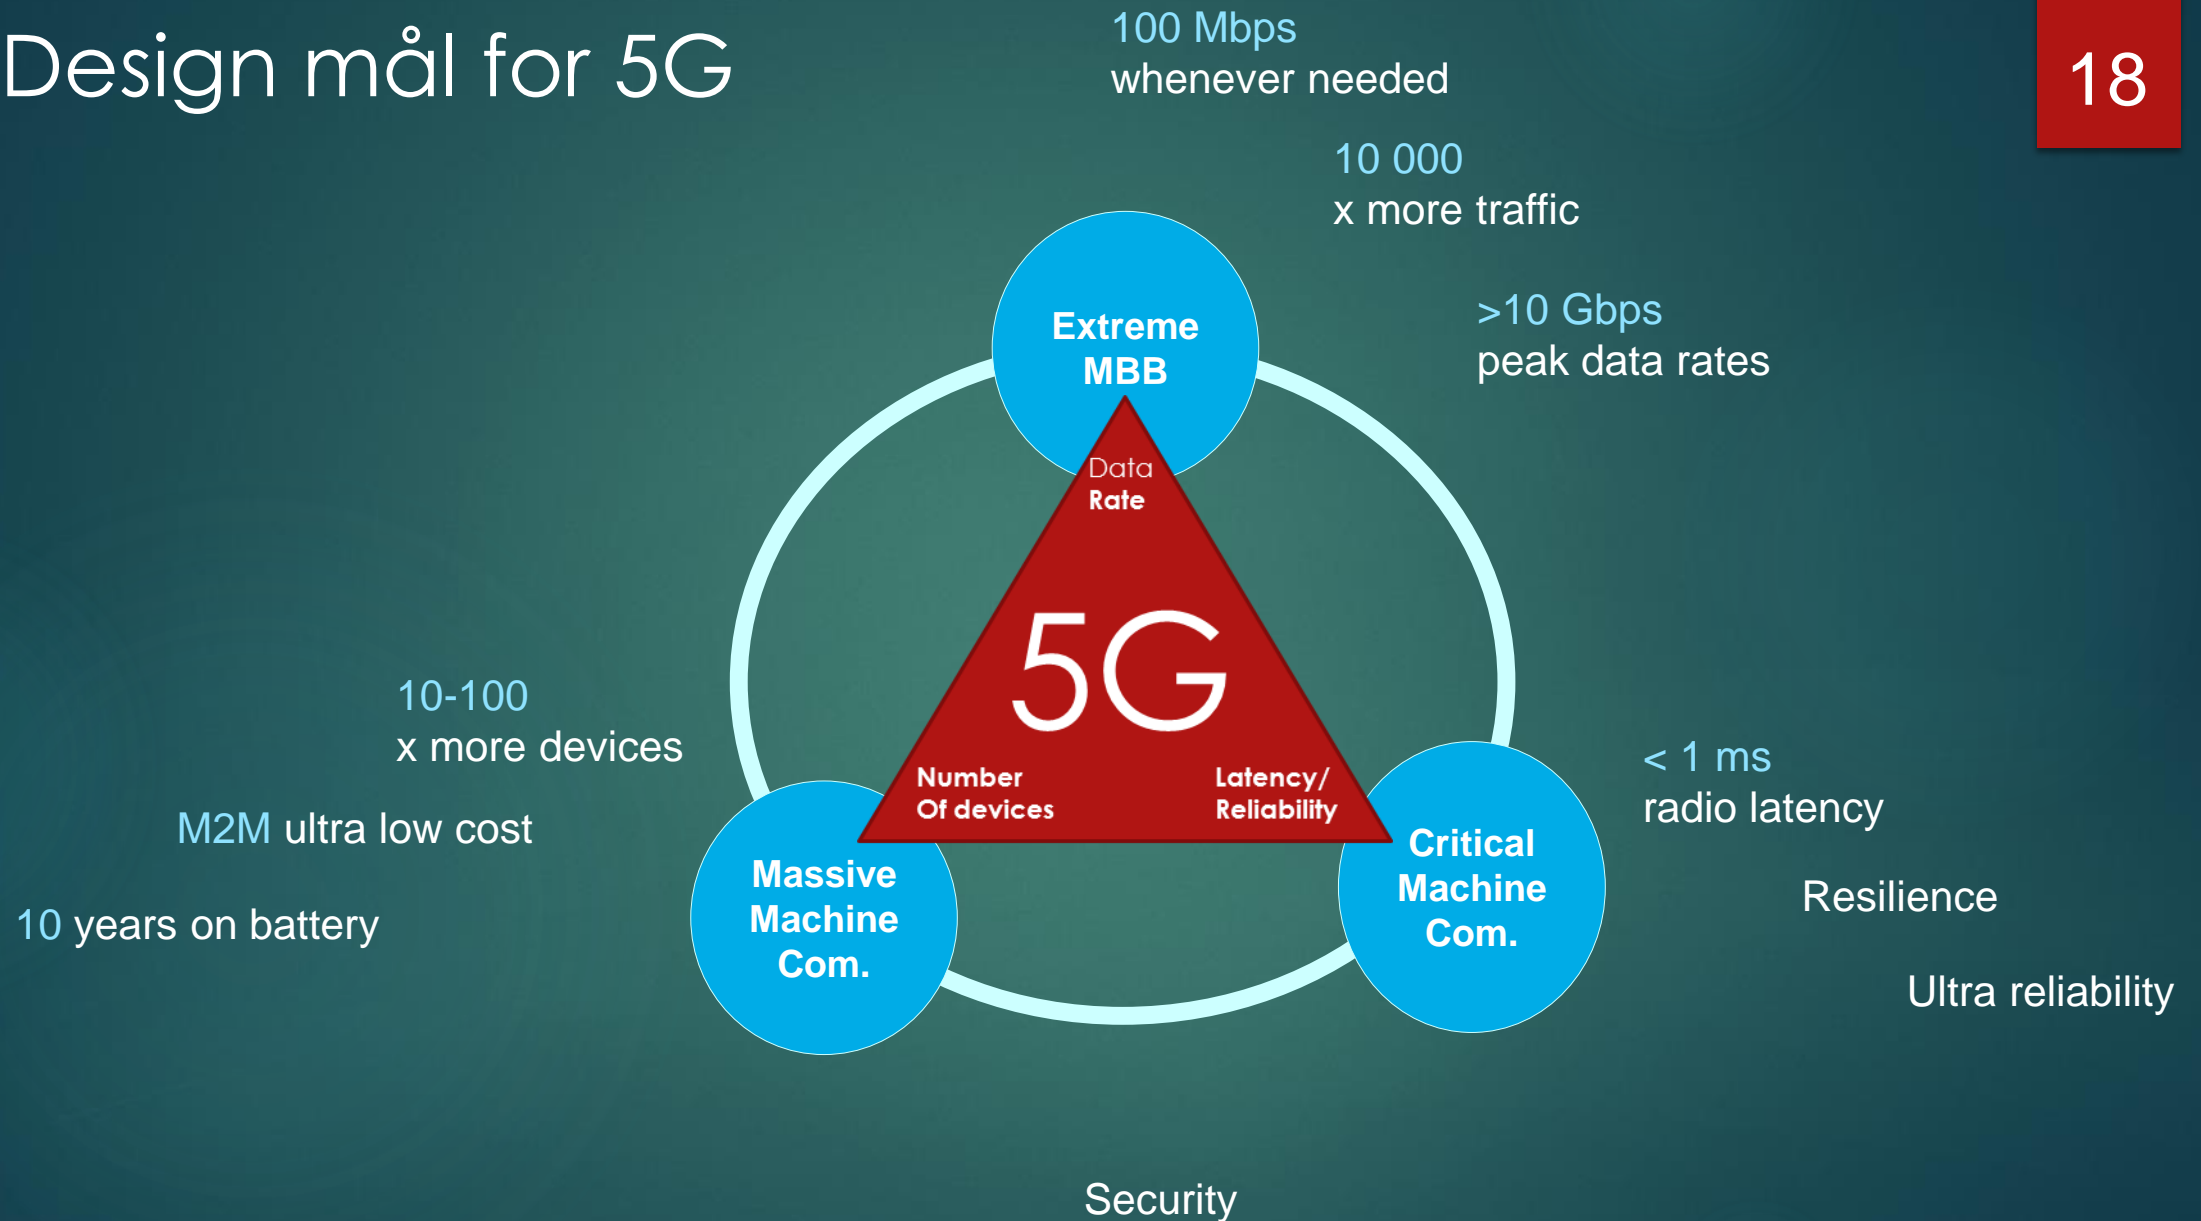 Design mål for 5G
18
100 Mbps
whenever needed
10 000
x more traffic
>10 Gbps
peak data rates
Extreme
MBB
Data
Rate
5G
Number
Of devices
Latency/
Reliability
10-100
x more devices
M2M ultra low cost
10 years on battery
Massive
Machine
Com.
Critical
Machine
Com.
< 1 ms
radio latency
Resilience
Ultra reliability
Security